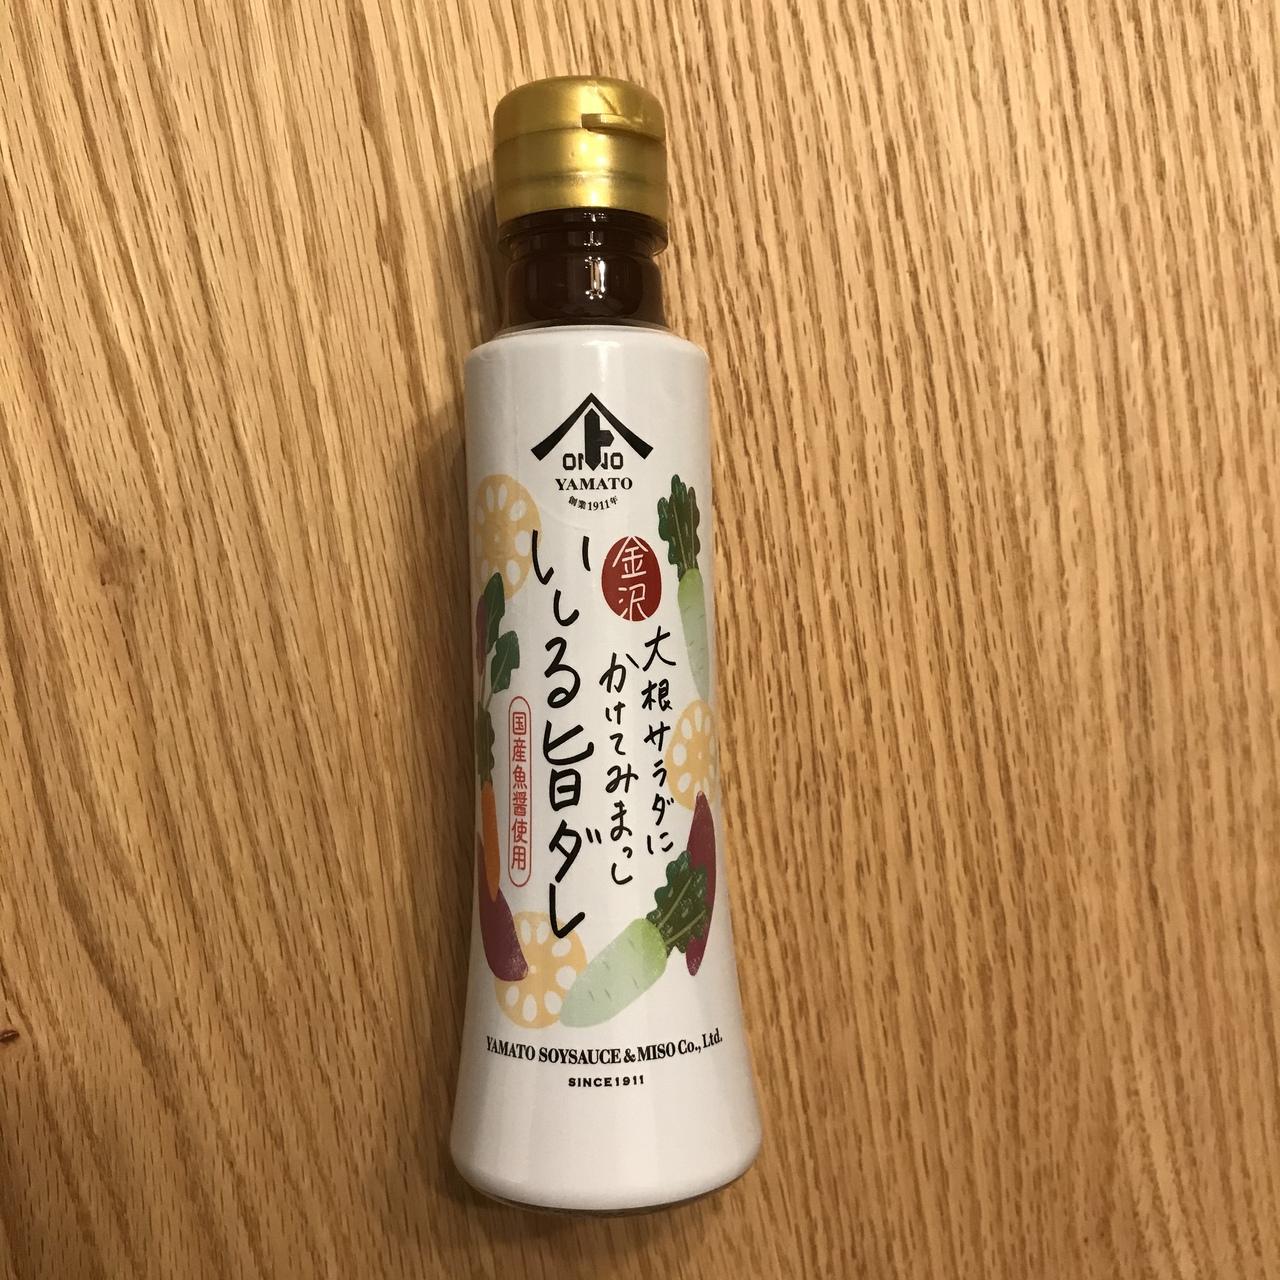 ト
ONO
YAMATO
創業1911年
金沢
大根サラダに
かけてみまっし
いしる旨ダレ
国産魚醤使用
YAMATO SOYSAUCE & MISO Co., Ltd.
SINCE1911